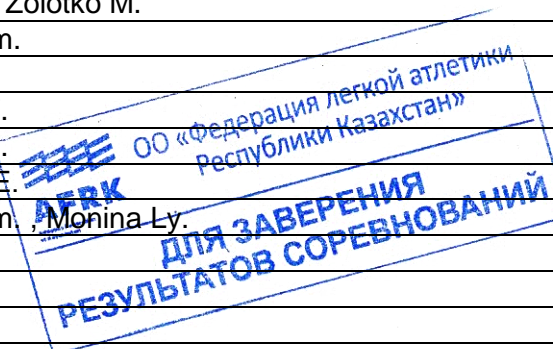 Zolotko M.
m.
.
.
E.
m. , Monina Ly.
ОО «Федерация легкой атлетики
Республики Казахстан»
AFRK
ДЛЯ ЗАВЕРЕНИЯ
РЕЗУЛЬТАТОВ СОРЕВНОВАНИЙ